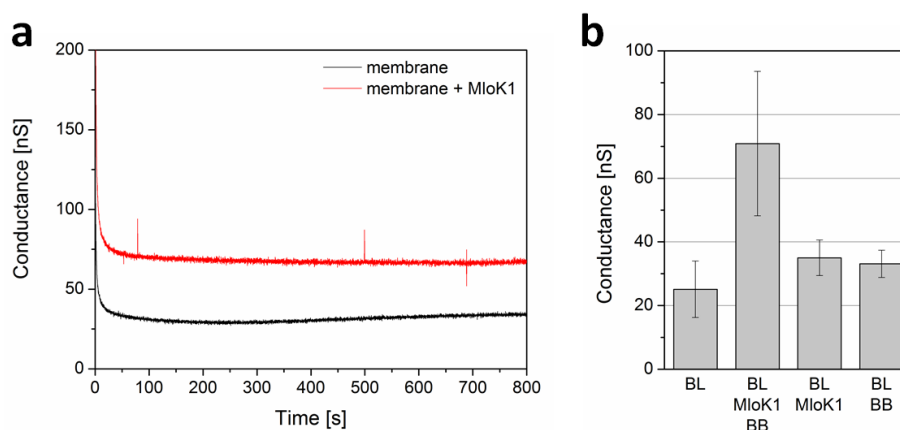 a
200
150
100
50
0
Conductance [nS]
membrane
membrane + MloK1
0 100 200 300 400 500 600 700 800
Time [s]
b
100
80
60
40
20
0
Conductance [nS]
BL BL BL BL
MloK1 MloK1 BB
BB